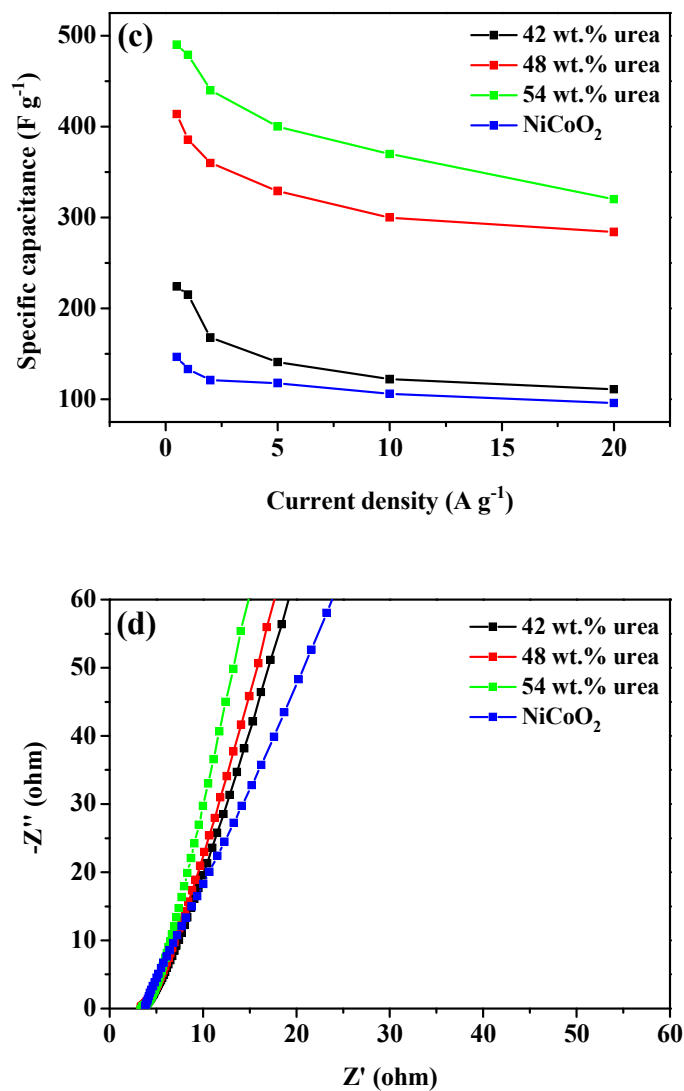 (c)
42 wt.% urea
48 wt.% urea
54 wt.% urea
NiCoO₂
500
400
300
200
100
Specific capacitance (F g⁻¹)
0 5 10 15 20
Current density (A g⁻¹)
(d)
42 wt.% urea
48 wt.% urea
54 wt.% urea
NiCoO₂
60
50
40
30
20
10
0
-Z'' (ohm)
0 10 20 30 40 50 60
Z' (ohm)